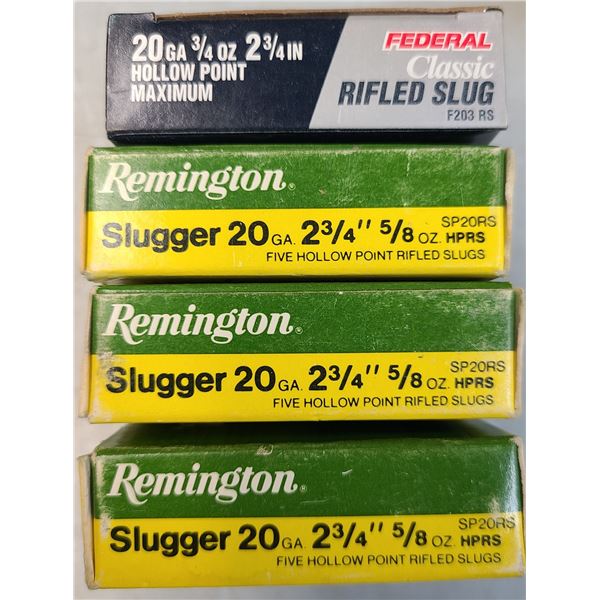 20 GA 3/4 OZ 2 3/4 IN
HOLLOW POINT
MAXIMUM
FEDERAL
Classic
RIFLED SLUG
F203 RS
Remington®
SP20RS
Slugger 20 GA. 2 3/4" 5/8 OZ. HPRS
FIVE HOLLOW POINT RIFLED SLUGS
Remington®
SP20RS
Slugger 20 GA. 2 3/4" 5/8 OZ. HPRS
FIVE HOLLOW POINT RIFLED SLUGS
Remington®
SP20RS
Slugger 20 GA. 2 3/4" 5/8 OZ. HPRS
FIVE HOLLOW POINT RIFLED SLUGS